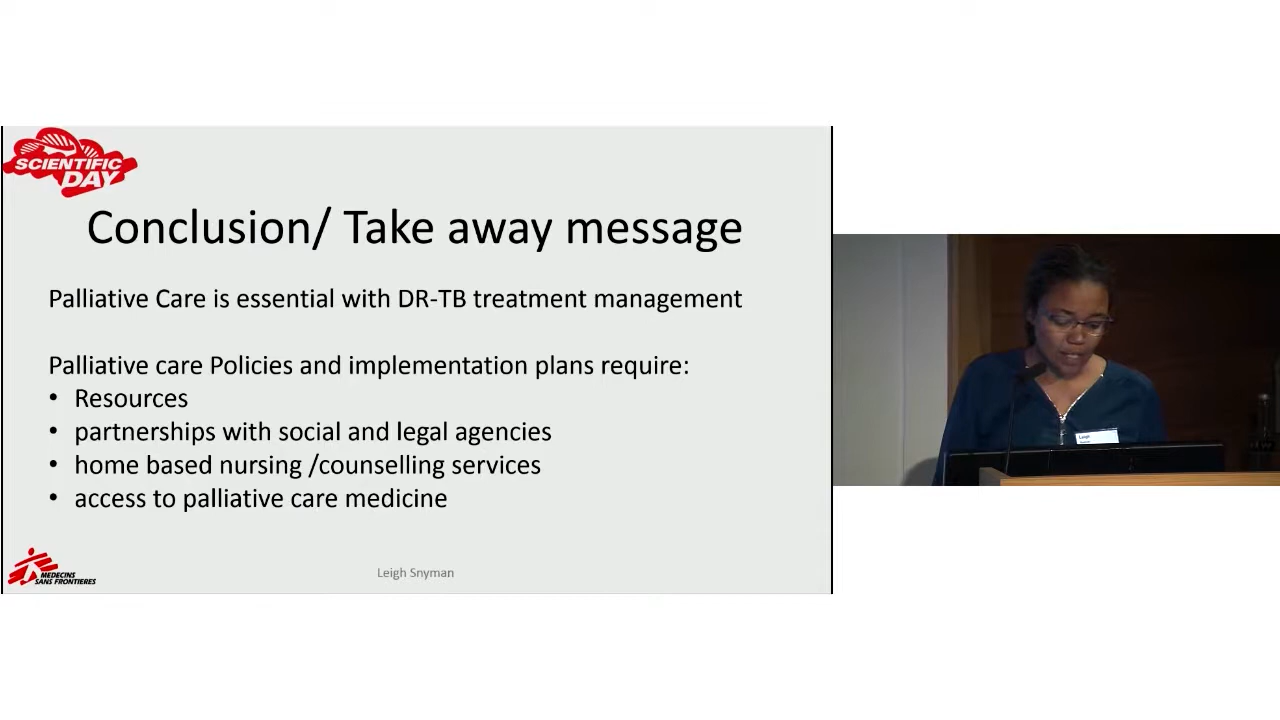 SCIENTIFIC
DAY
Conclusion/ Take away message
Palliative Care is essential with DR-TB treatment management
Palliative care Policies and implementation plans require:
• Resources
• partnerships with social and legal agencies
• home based nursing /counselling services
• access to palliative care medicine
MEDECINS
SANS FRONTIERES
Leigh Snyman
Leigh